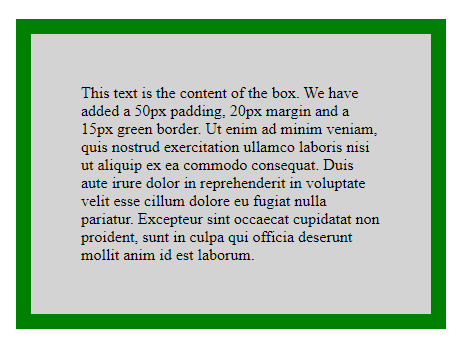 This text is the content of the box. We have
added a 50px padding, 20px margin and a
15px green border. Ut enim ad minim veniam,
quis nostrud exercitation ullamco laboris nisi
ut aliquip ex ea commodo consequat. Duis
aute irure dolor in reprehenderit in voluptate
velit esse cillum dolore eu fugiat nulla
pariatur. Excepteur sint occaecat cupidatat non
proident, sunt in culpa qui officia deserunt
mollit anim id est laborum.